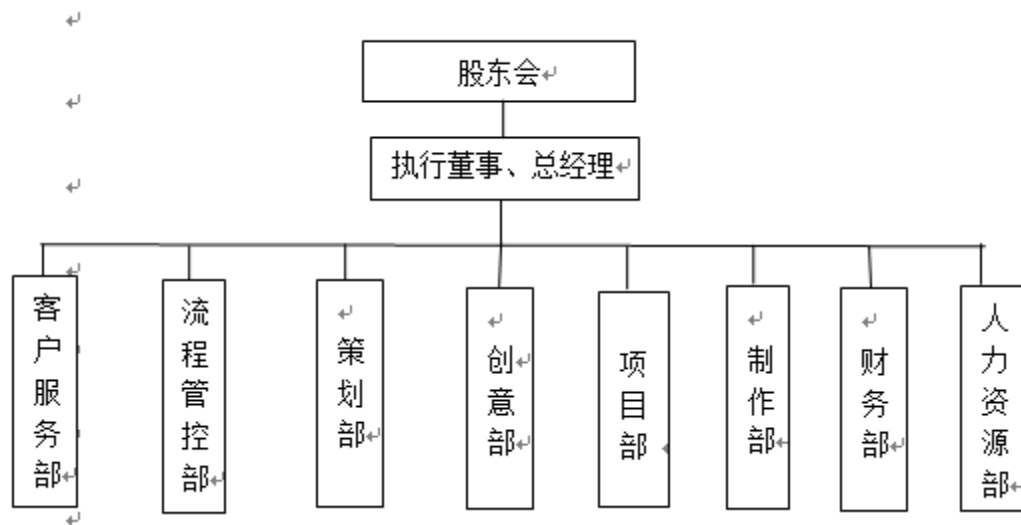 股东会
执行董事、总经理
客户服务部
流程管控部
策划部
创意部
项目部
制作部
财务部
人力资源部